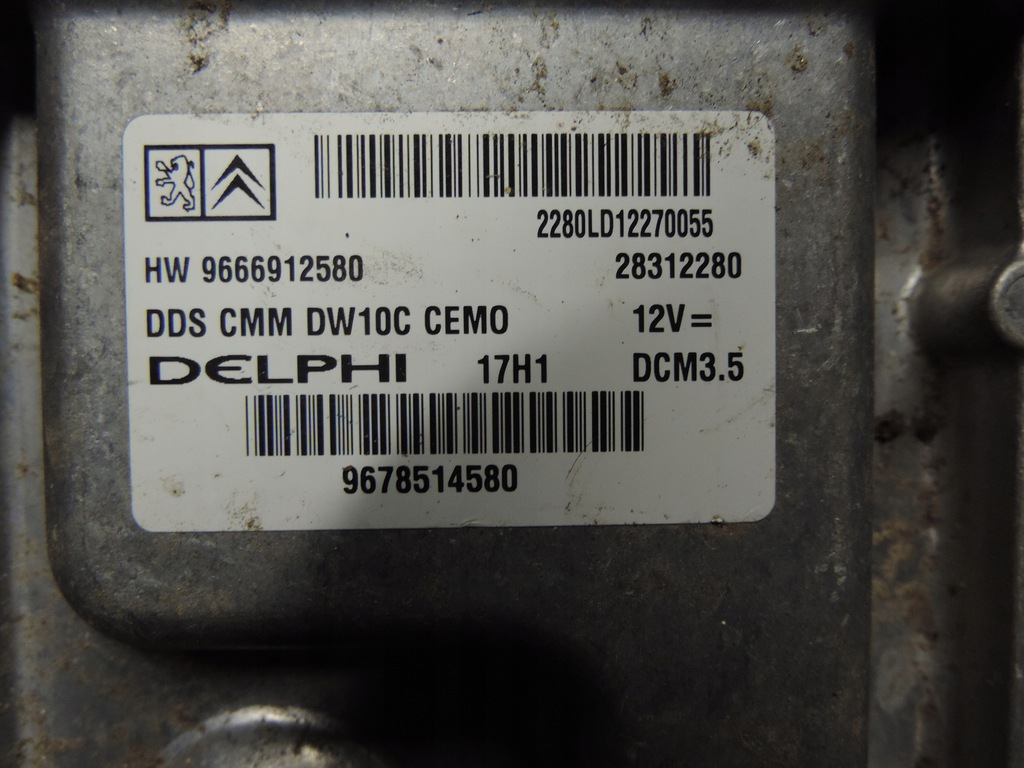 2280LD12270055
HW 9666912580 28312280
DDS CMM DW10C CEMO 12V=
DELPHI 17H1 DCM3.5
9678514580